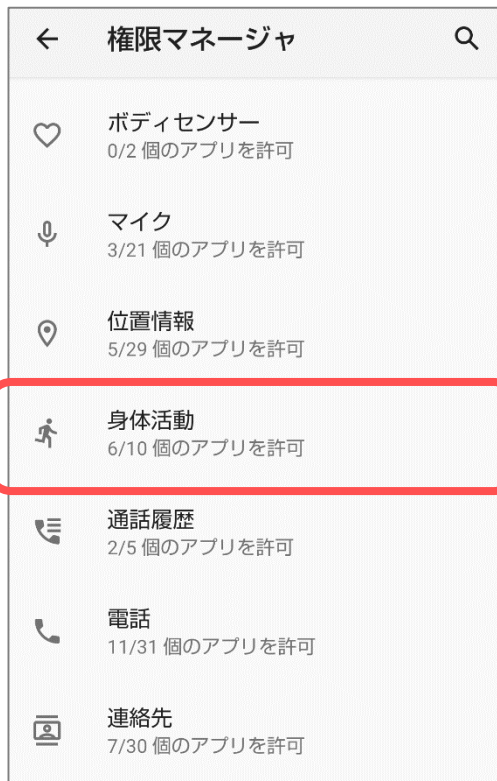 権限マネージャ
ボディセンサー
0/2 個のアプリを許可
マイク
3/21 個のアプリを許可
位置情報
5/29 個のアプリを許可
身体活動
6/10 個のアプリを許可
通話履歴
2/5 個のアプリを許可
電話
11/31 個のアプリを許可
連絡先
7/30 個のアプリを許可